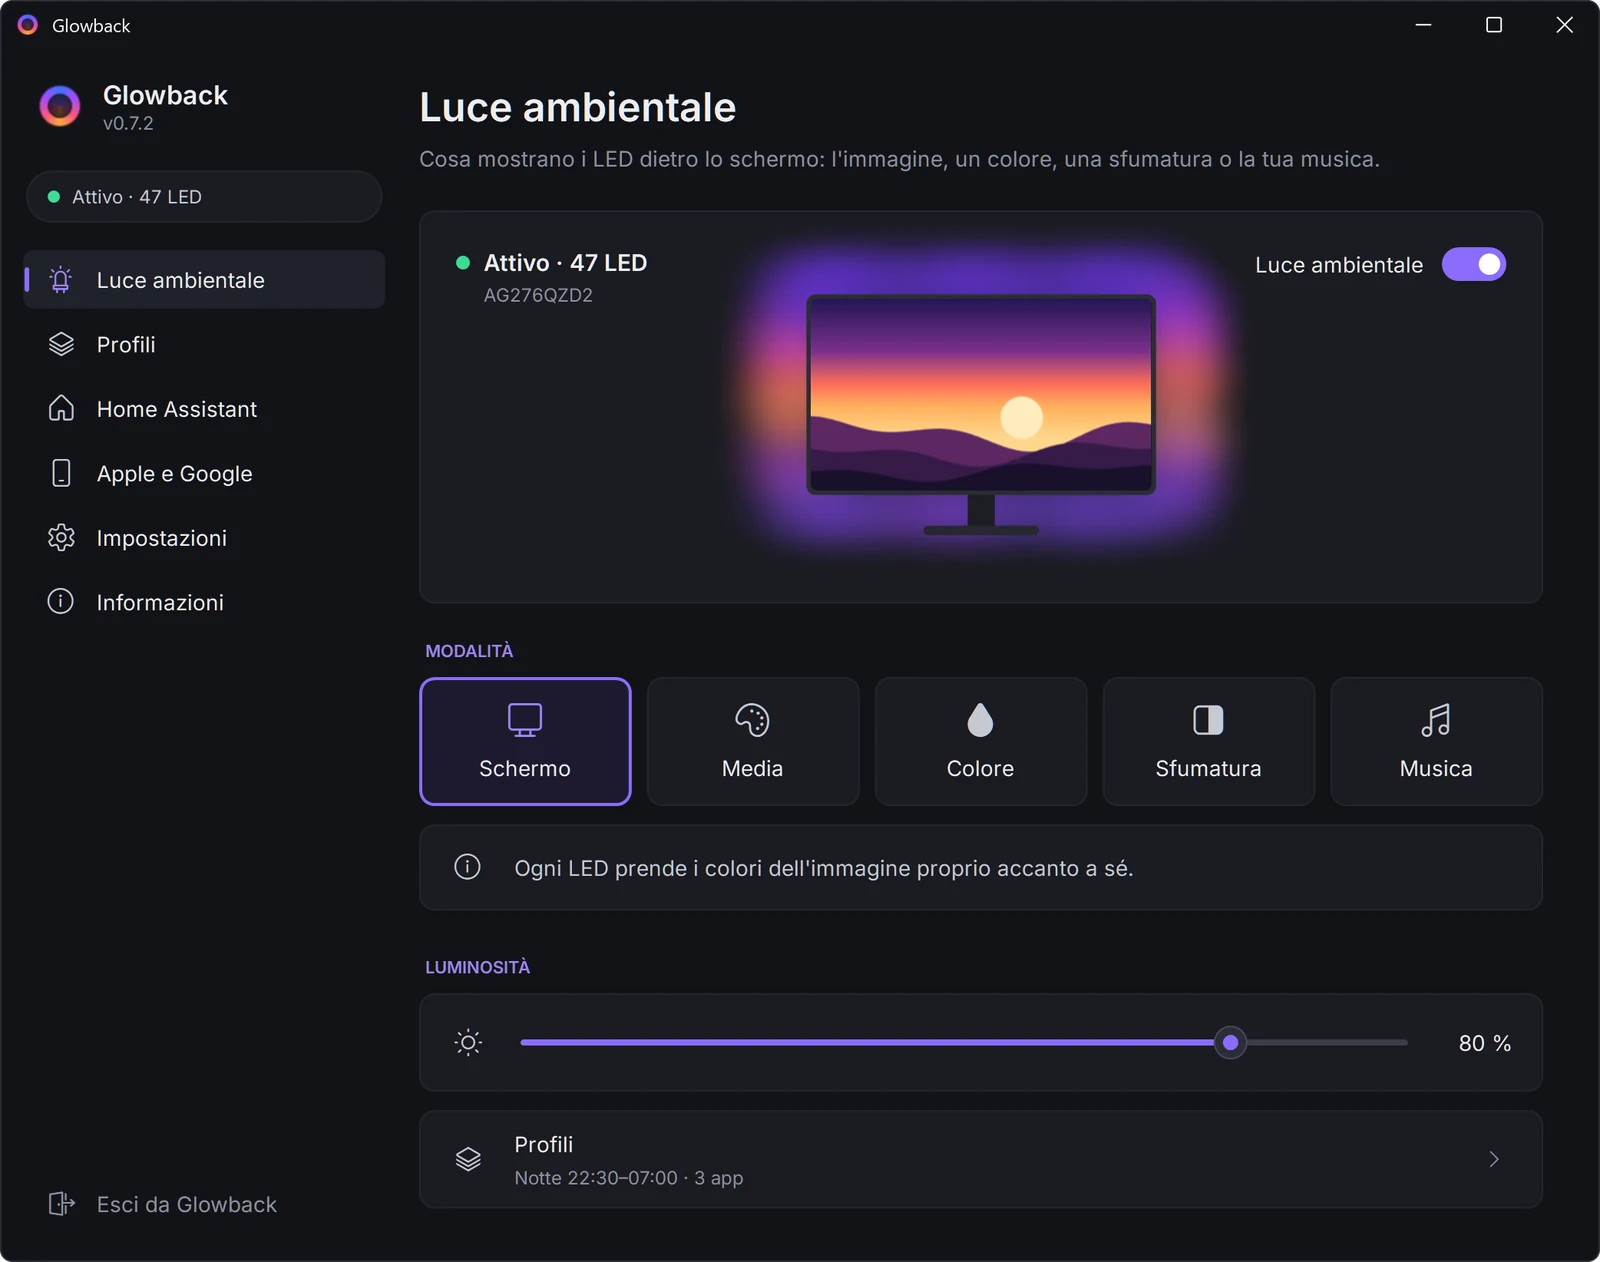 Glowback
Glowback
v0.7.2
Attivo · 47 LED
Luce ambientale
Profili
Home Assistant
Apple e Google
Impostazioni
Informazioni
Esci da Glowback
Luce ambientale
Cosa mostrano i LED dietro lo schermo: l'immagine, un colore, una sfumatura o la tua musica.
Attivo · 47 LED
AG276QZD2
Luce ambientale
MODALITÀ
Schermo
Media
Colore
Sfumatura
Musica
Ogni LED prende i colori dell'immagine proprio accanto a sé.
LUMINOSITÀ
80 %
Profili
Notte 22:30–07:00 · 3 app